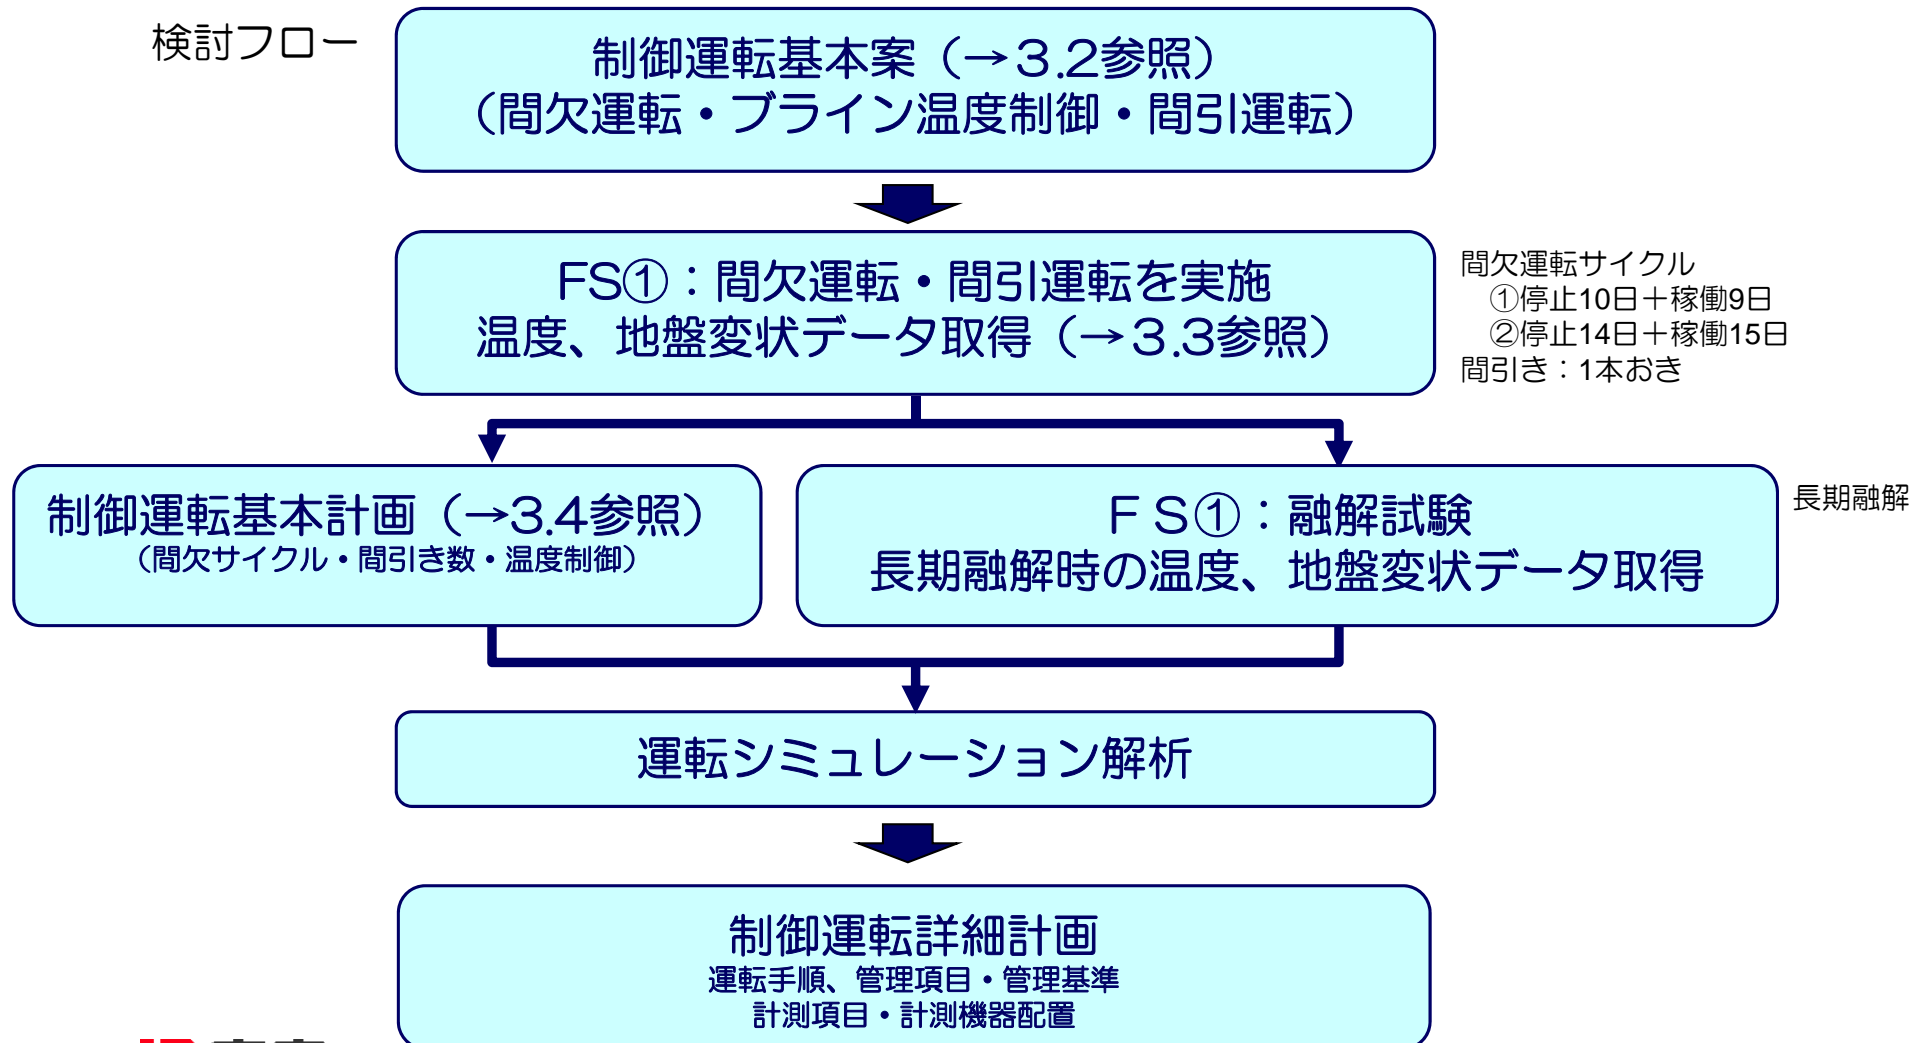 検討フロー
制御運転基本案（→３.２参照）
（間欠運転・ブライン温度制御・間引運転）
FS①：間欠運転・間引運転を実施
温度、地盤変状データ取得（→３.３参照）
間欠運転サイクル
①停止10日＋稼働9日
②停止14日＋稼働15日
間引き：1本おき
制御運転基本計画（→3.4参照）
（間欠サイクル・間引き数・温度制御）
ＦＳ①：融解試験
長期融解時の温度、地盤変状データ取得
長期融解
運転シミュレーション解析
制御運転詳細計画
運転手順、管理項目・管理基準
計測項目・計測機器配置